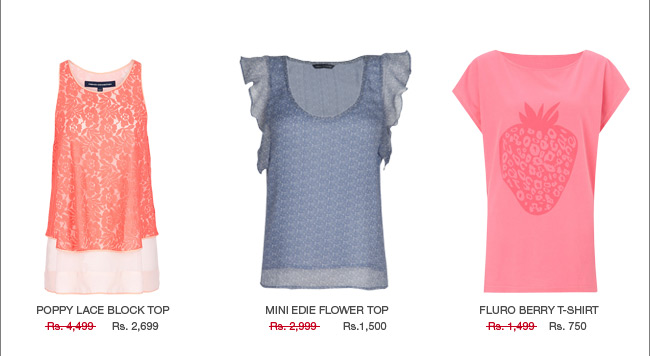 POPPY LACE BLOCK TOP
Rs. 4,499 Rs. 2,699
MINI EDIE FLOWER TOP
Rs. 2,999 Rs.1,500
FLURO BERRY T-SHIRT
Rs. 1,499 Rs. 750